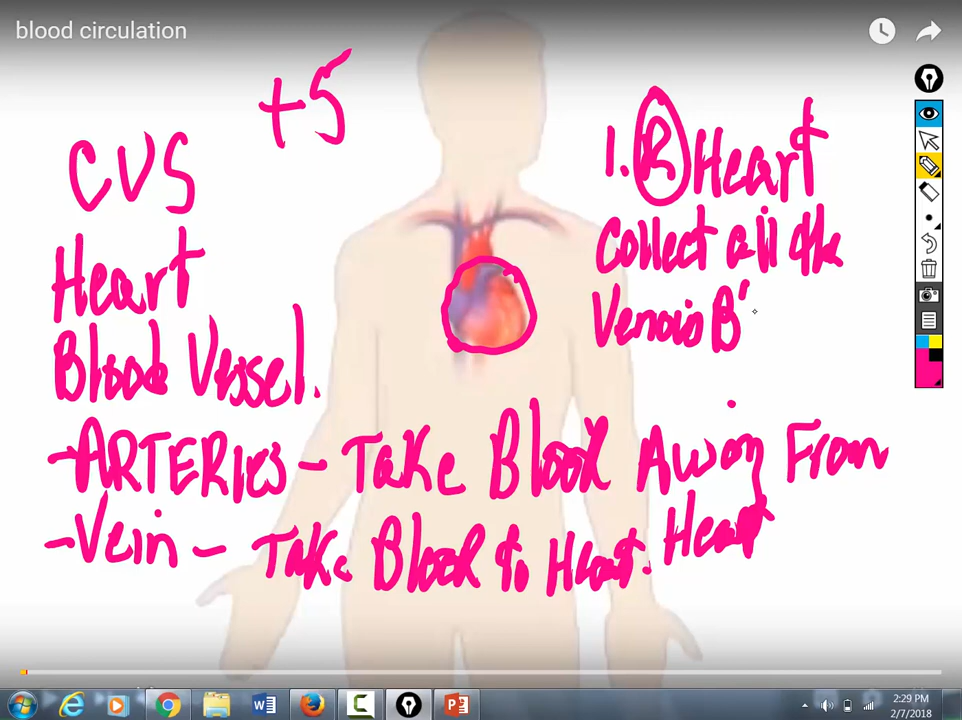 blood circulation
+5
CVS
Heart
Blood Vessel.
-ARTERIES - Take Blood Away From
Heart
-Vein - Take Blood to Heart.
1. R Heart
Collect all the
Venous B'
2:29 PM
2/7/2018